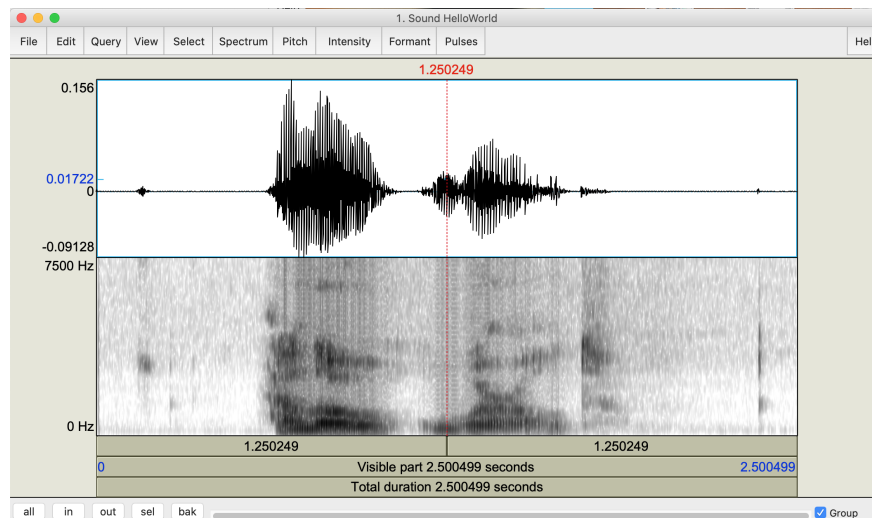 1. Sound HelloWorld
File Edit Query View Select Spectrum Pitch Intensity Formant Pulses Hel
1.250249
0.156
0.01722
0
-0.09128
7500 Hz
0 Hz
1.250249 1.250249
0 Visible part 2.500499 seconds 2.500499
Total duration 2.500499 seconds
all in out sel bak Group